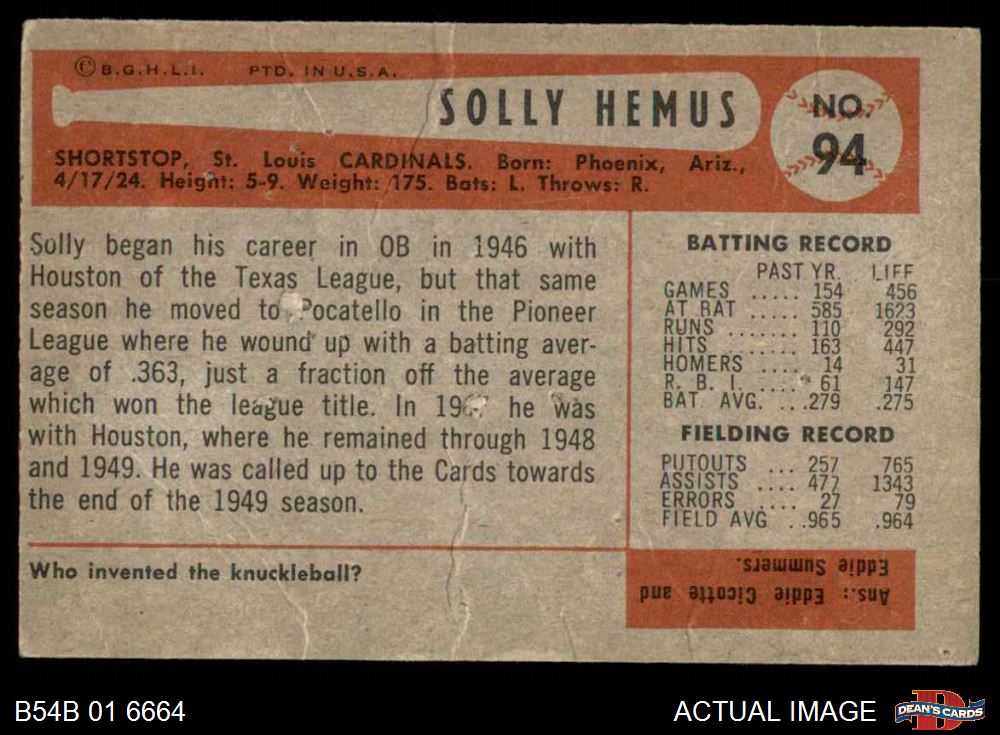 ©B.G.H.L.I. PTD. IN U.S.A.
SOLLY HEMUS
NO.
94
SHORTSTOP, St. Louis CARDINALS. Born: Phoenix, Ariz.,
4/17/24. Height: 5-9. Weight: 175. Bats: L. Throws: R.
Solly began his career in OB in 1946 with
Houston of the Texas League, but that same
season he moved to Pocatello in the Pioneer
League where he wound up with a batting aver-
age of .363, just a fraction off the average
which won the league title. In he was
with Houston, where he remained through 1948
and 1949. He was called up to the Cards towards
the end of the 1949 season.
BATTING RECORD
PAST YR. LIFE
GAMES ..... 154 456
AT BAT ..... 585 1623
RUNS ....... 110 292
HITS ...... 163 447
HOMERS .... 14 31
R. B. I. ..... 61 147
BAT. AVG. ...279 .275
FIELDING RECORD
PUTOUTS ... 257 765
ASSISTS .... 477 1343
ERRORS .... 27 79
FIELD AVG ..965 .964
Who invented the knuckleball?
Ans.: Eddie Cicotte and
Eddie Summers.
B54B 01 6664
ACTUAL IMAGE
DEAN'S CARDS